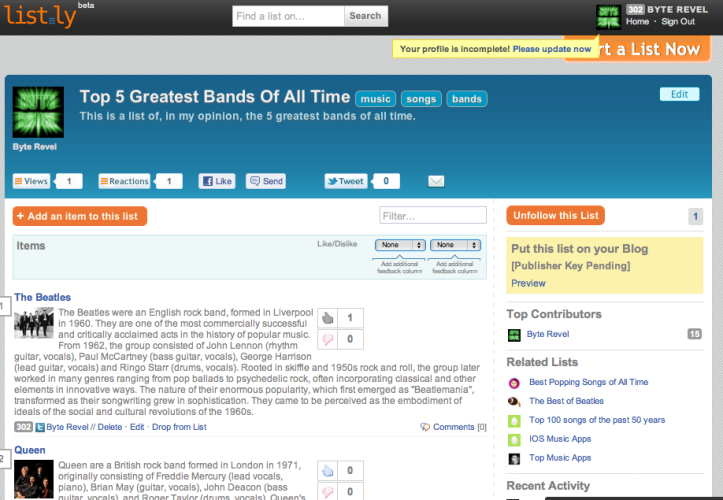 list.ly beta
Find a list on... Search
302 BYTE REVEL
Home · Sign Out
Your profile is incomplete! Please update now
rt a List Now
Top 5 Greatest Bands Of All Time music songs bands
Edit
This is a list of, in my opinion, the 5 greatest bands of all time.
Byte Revel
Views 1 Reactions 1 Like Send Tweet 0
+ Add an item to this list
Filter...
Unfollow this List 1
Items
Like/Dislike None None
Add additional feedback column
Add additional feedback column
Put this list on your Blog
[Publisher Key Pending]
Preview
1
The Beatles
The Beatles were an English rock band, formed in Liverpool
in 1960. They are one of the most commercially successful
and critically acclaimed acts in the history of popular music.
From 1962, the group consisted of John Lennon (rhythm
guitar, vocals), Paul McCartney (bass guitar, vocals), George Harrison
(lead guitar, vocals) and Ringo Starr (drums, vocals). Rooted in skiffle and 1950s rock and roll, the group later
worked in many genres ranging from pop ballads to psychedelic rock, often incorporating classical and other
elements in innovative ways. The nature of their enormous popularity, which first emerged as "Beatlemania",
transformed as their songwriting grew in sophistication. They came to be perceived as the embodiment of
ideals of the social and cultural revolutions of the 1960s.
1
0
302 Byte Revel // Delete · Edit · Drop from List
Comments [0]
Top Contributors
Byte Revel 15
Related Lists
Best Popping Songs of All Time
The Best of Beatles
Top 100 songs of the past 50 years
IOS Music Apps
Top Music Apps
Recent Activity
2
Queen
Queen are a British rock band formed in London in 1971,
originally consisting of Freddie Mercury (lead vocals,
piano), Brian May (guitar, vocals), John Deacon (bass
guitar, vocals), and Roger Taylor (drums, vocals). Queen's
0
0